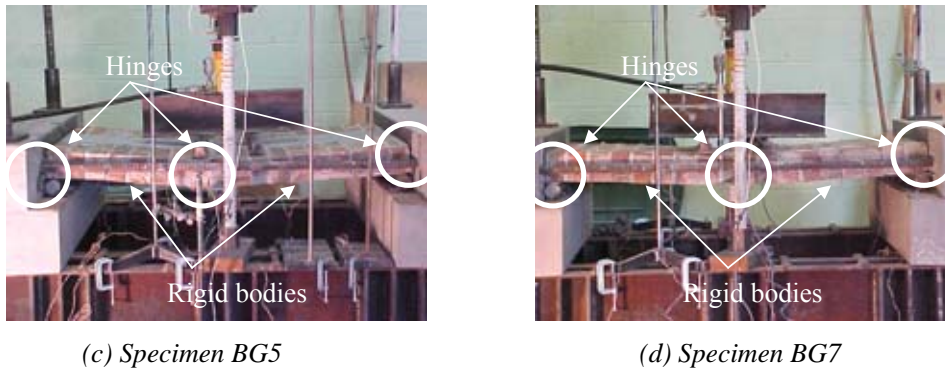 Hinges
Rigid bodies
(c) Specimen BG5
Hinges
Rigid bodies
(d) Specimen BG7